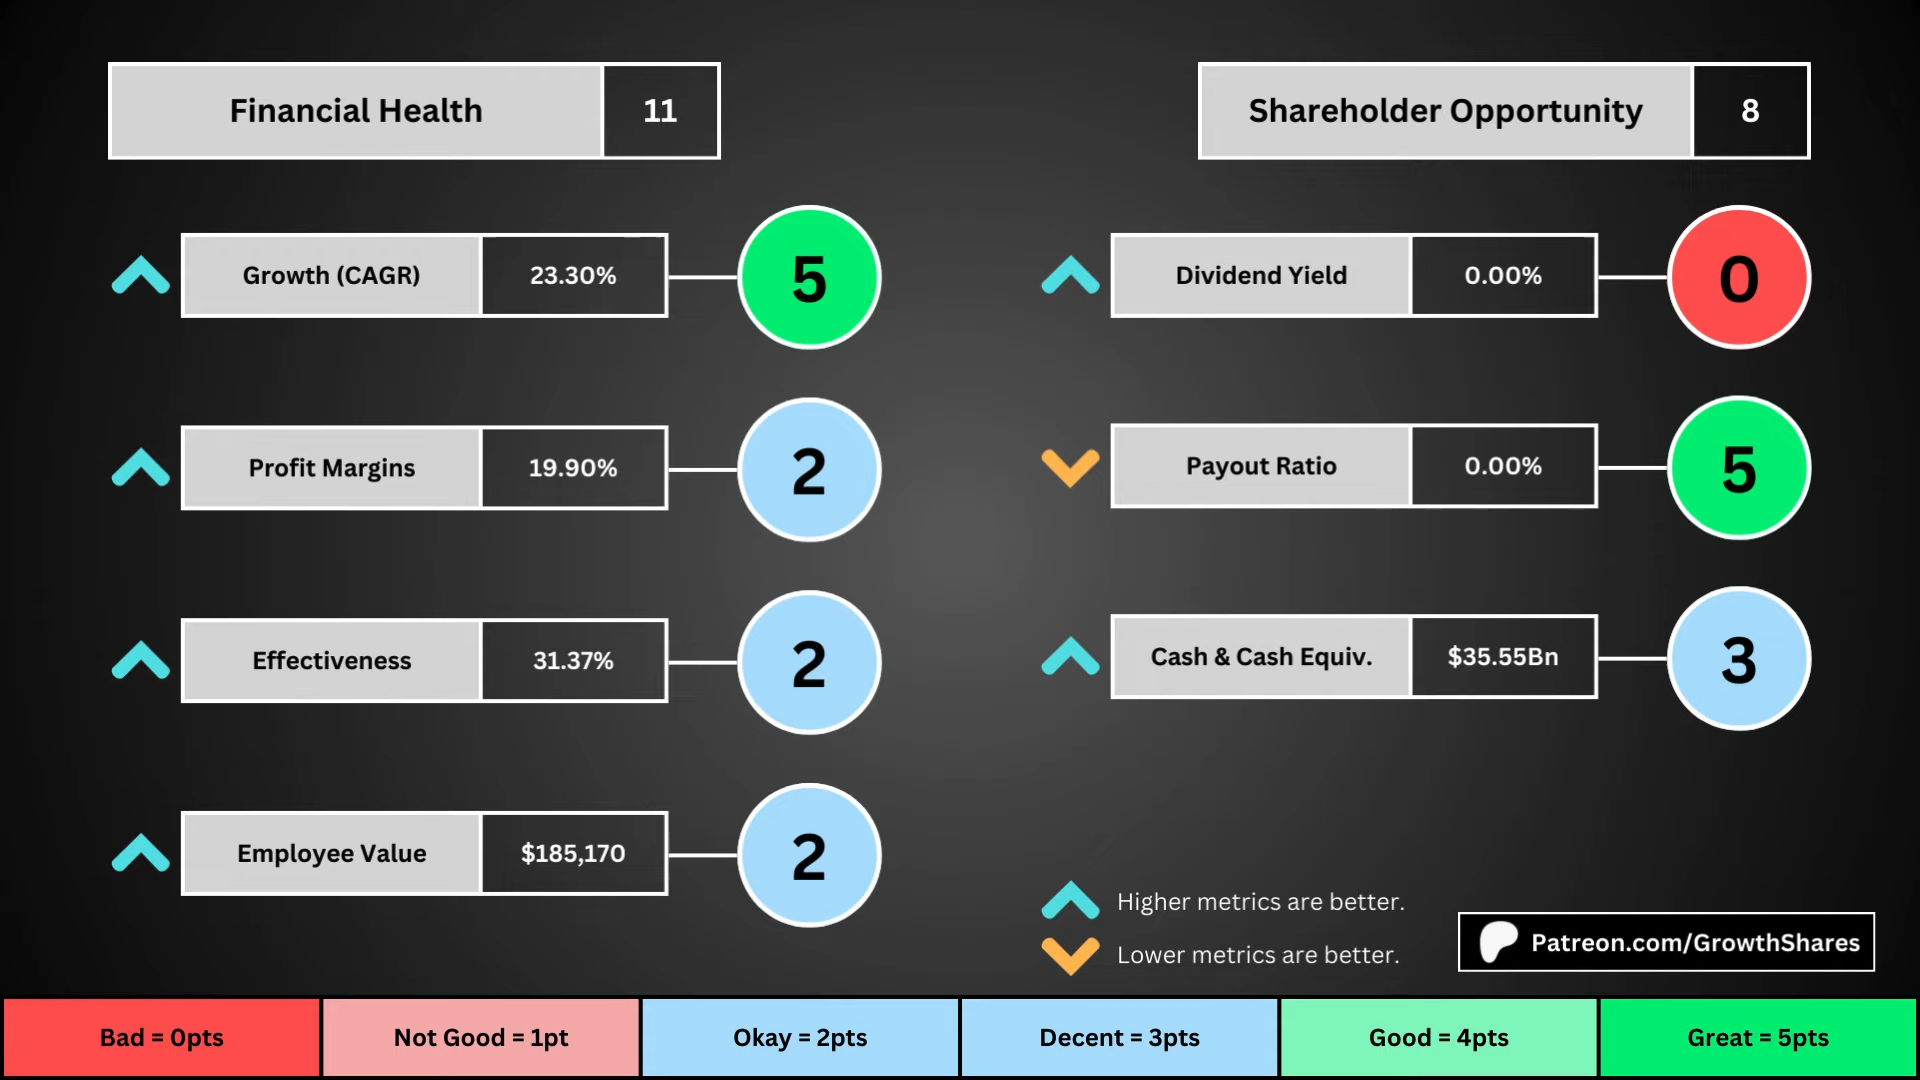 Financial Health 11
Growth (CAGR) 23.30% 5
Profit Margins 19.90% 2
Effectiveness 31.37% 2
Employee Value $185,170 2
Shareholder Opportunity 8
Dividend Yield 0.00% 0
Payout Ratio 0.00% 5
Cash & Cash Equiv. $35.55Bn 3
Higher metrics are better.
Lower metrics are better.
Patreon.com/GrowthShares
Bad = 0pts Not Good = 1pt Okay = 2pts Decent = 3pts Good = 4pts Great = 5pts